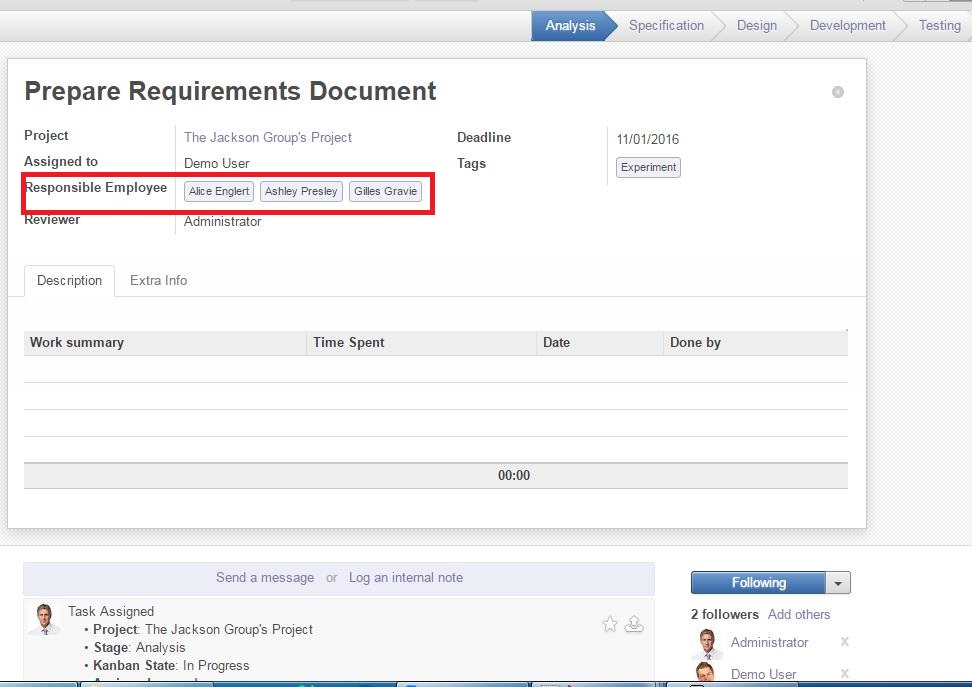 Analysis Specification Design Development Testing
Prepare Requirements Document
Project The Jackson Group's Project
Assigned to Demo User
Responsible Employee Alice Englert Ashley Presley Gilles Gravie
Reviewer Administrator
Deadline 11/01/2016
Tags Experiment
Description Extra Info
Work summary Time Spent Date Done by
00:00
Send a message or Log an internal note
Task Assigned
• Project: The Jackson Group's Project
• Stage: Analysis
• Kanban State: In Progress
Following
2 followers Add others
Administrator x
Demo User x